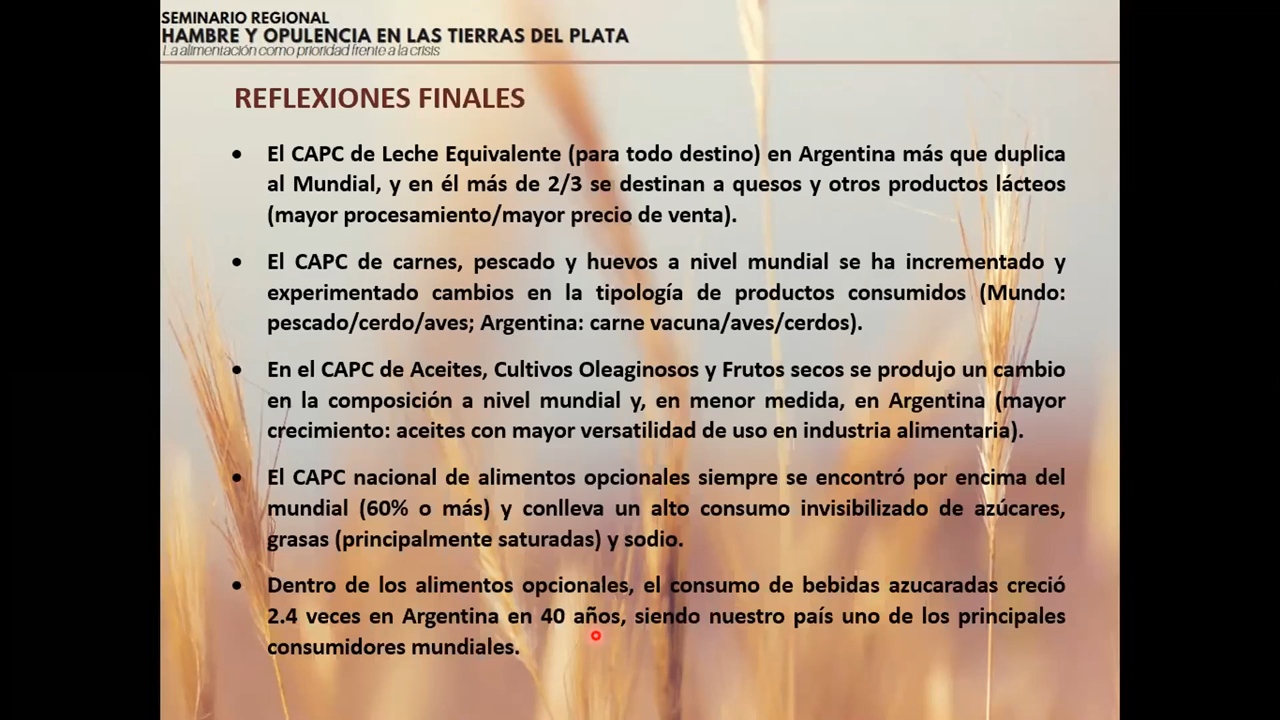 SEMINARIO REGIONAL
HAMBRE Y OPULENCIA EN LAS TIERRAS DEL PLATA
La alimentación como prioridad frente a la crisis
REFLEXIONES FINALES
• El CAPC de Leche Equivalente (para todo destino) en Argentina más que duplica
al Mundial, y en él más de 2/3 se destinan a quesos y otros productos lácteos
(mayor procesamiento/mayor precio de venta).
• El CAPC de carnes, pescado y huevos a nivel mundial se ha incrementado y
experimentado cambios en la tipología de productos consumidos (Mundo:
pescado/cerdo/aves; Argentina: carne vacuna/aves/cerdos).
• En el CAPC de Aceites, Cultivos Oleaginosos y Frutos secos se produjo un cambio
en la composición a nivel mundial y, en menor medida, en Argentina (mayor
crecimiento: aceites con mayor versatilidad de uso en industria alimentaria).
• El CAPC nacional de alimentos opcionales siempre se encontró por encima del
mundial (60% o más) y conlleva un alto consumo invisibilizado de azúcares,
grasas (principalmente saturadas) y sodio.
• Dentro de los alimentos opcionales, el consumo de bebidas azucaradas creció
2.4 veces en Argentina en 40 años, siendo nuestro país uno de los principales
consumidores mundiales.